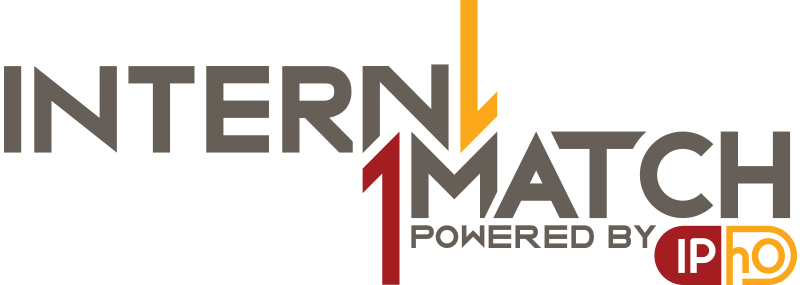 INTERN
MATCH
POWERED BY IPhO